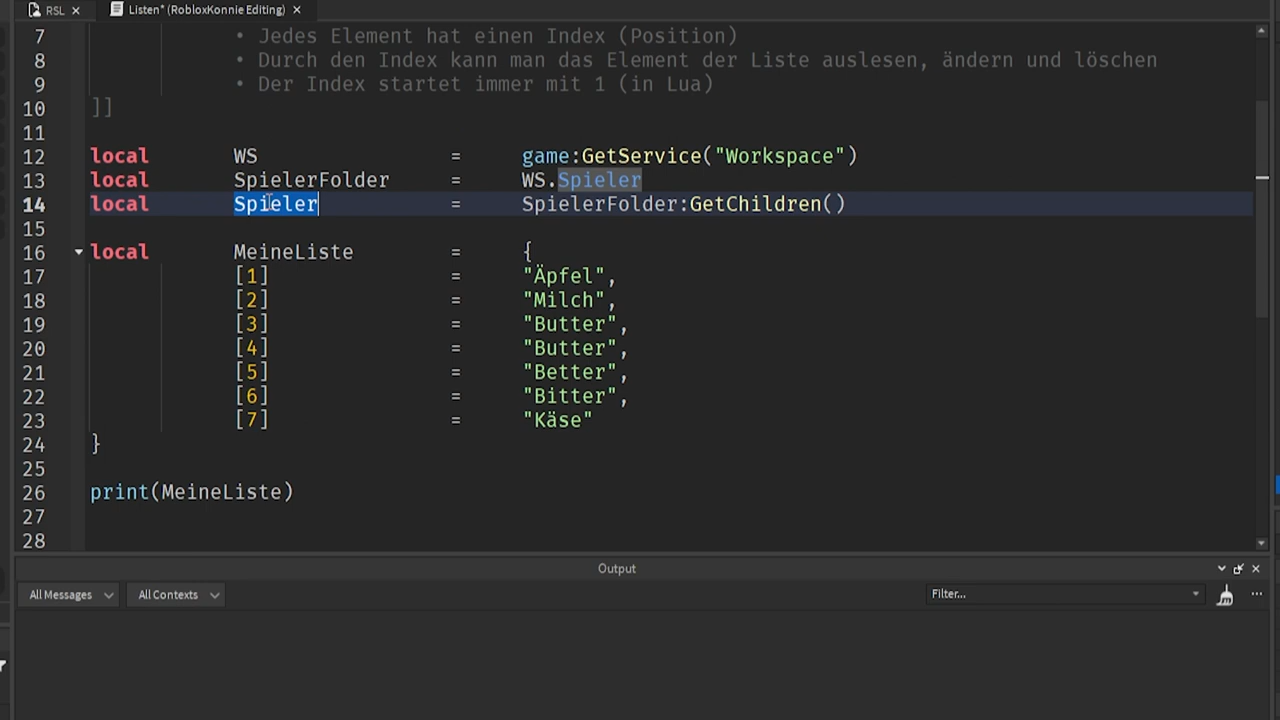 RSL × Listen* (RobloxKonnie Editing) ×
7 • Jedes Element hat einen Index (Position)
8 • Durch den Index kann man das Element der Liste auslesen, ändern und löschen
9 • Der Index startet immer mit 1 (in Lua)
10 ]]
11
12 local WS = game:GetService("Workspace")
13 local SpielerFolder = WS.Spieler
14 local Spieler = SpielerFolder:GetChildren()
15
16 local MeineListe = {
17 [1] = "Äpfel",
18 [2] = "Milch",
19 [3] = "Butter",
20 [4] = "Butter",
21 [5] = "Better",
22 [6] = "Bitter",
23 [7] = "Käse"
24 }
25
26 print(MeineListe)
27
28
Output
All Messages All Contexts Filter... ...